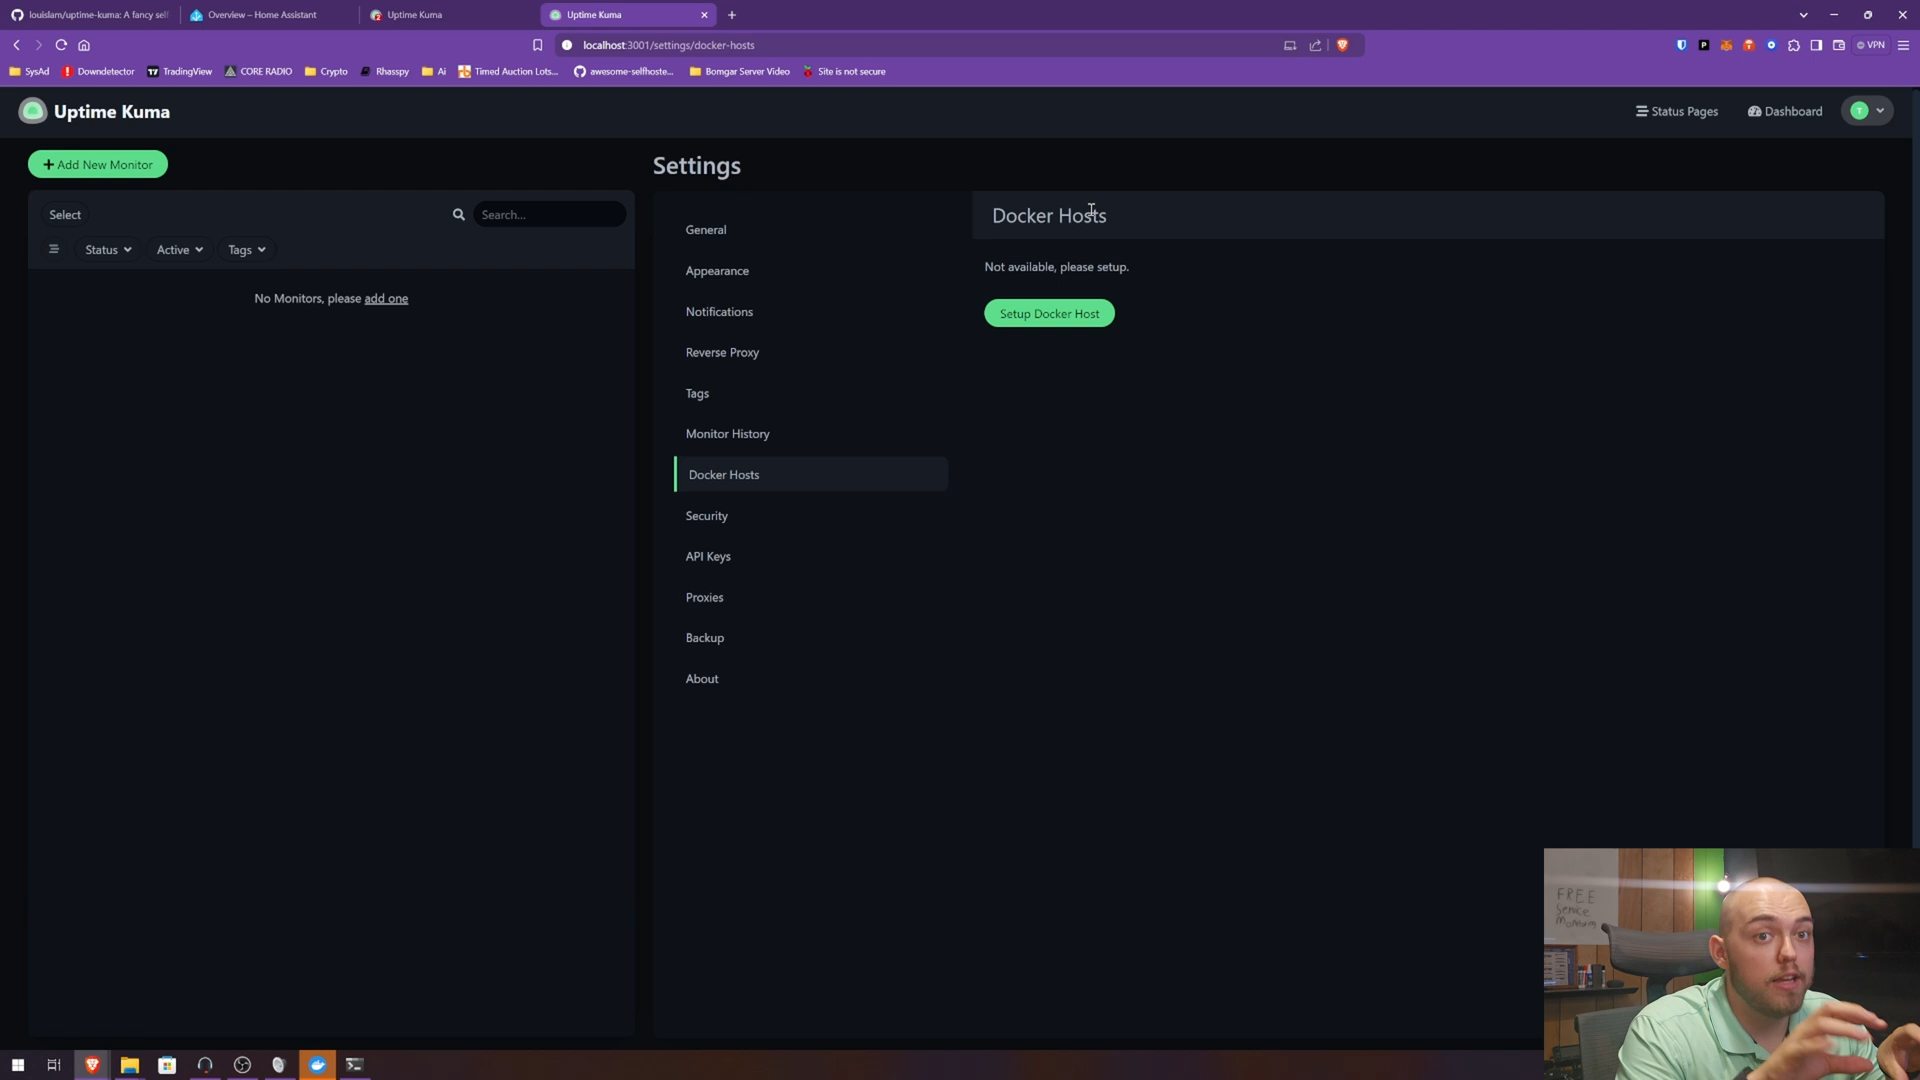 louislam/uptime-kuma: A fancy self
Overview – Home Assistant
Uptime Kuma
Uptime Kuma
localhost:3001/settings/docker-hosts
VPN
SysAd
Downdetector
TradingView
CORE RADIO
Crypto
Rhasspy
Ai
Timed Auction Lots...
awesome-selfhoste...
Bomgar Server Video
Site is not secure
Uptime Kuma
Status Pages
Dashboard
T
Add New Monitor
Select
Search...
Status
Active
Tags
No Monitors, please add one
Settings
General
Appearance
Notifications
Reverse Proxy
Tags
Monitor History
Docker Hosts
Security
API Keys
Proxies
Backup
About
Docker Hosts
Not available, please setup.
Setup Docker Host
FREE
Service
Monitoring